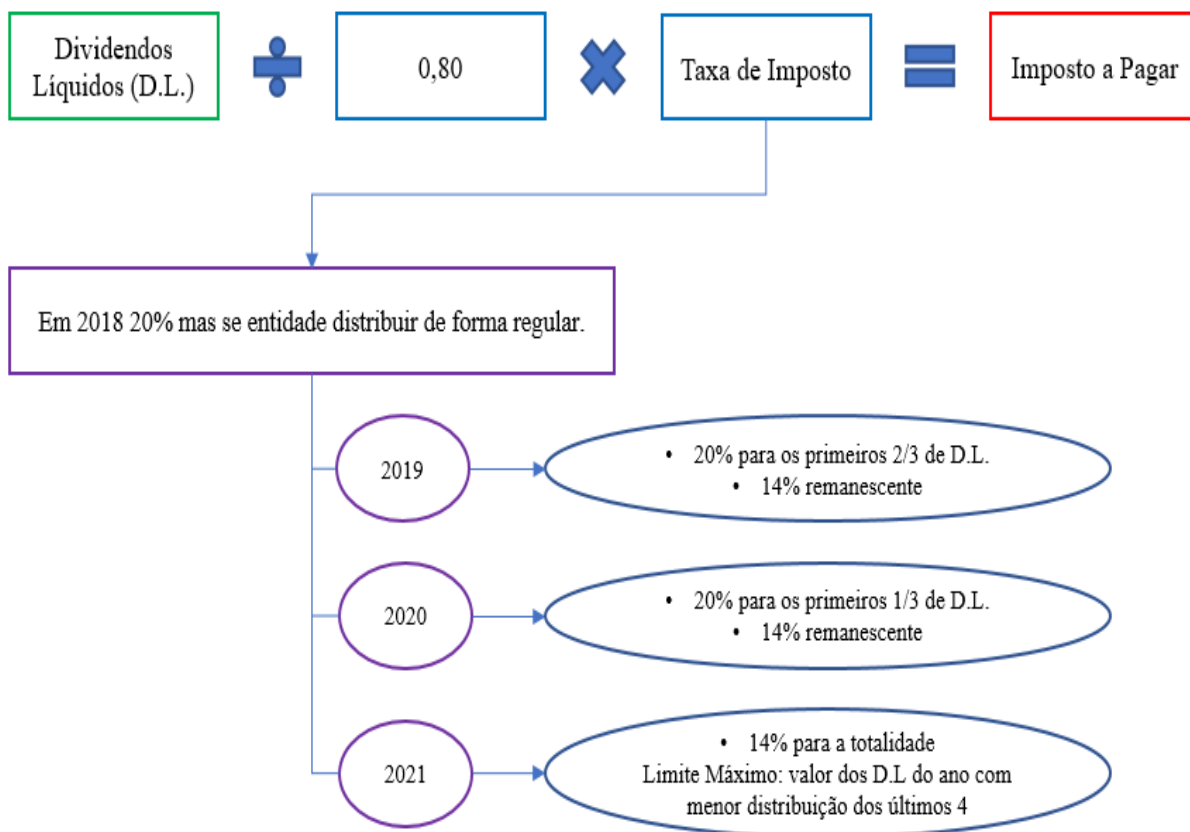 Dividendos
Líquidos (D.L.)
0,80
Taxa de Imposto
Imposto a Pagar
Em 2018 20% mas se entidade distribuir de forma regular.
2019
• 20% para os primeiros 2/3 de D.L.
• 14% remanescente
2020
• 20% para os primeiros 1/3 de D.L.
• 14% remanescente
2021
• 14% para a totalidade
Limite Máximo: valor dos D.L do ano com
menor distribuição dos últimos 4